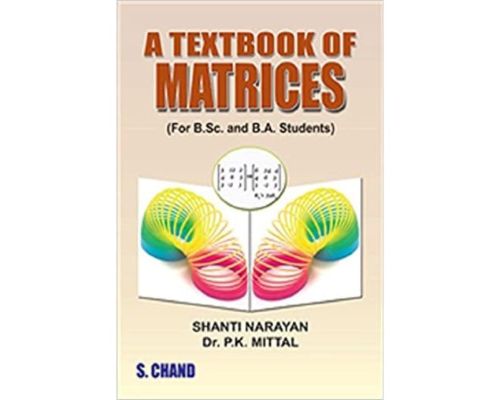 A TEXTBOOK OF
MATRICES
(For B.Sc. and B.A. Students)
SHANTI NARAYAN
Dr. P.K. MITTAL
S. CHAND